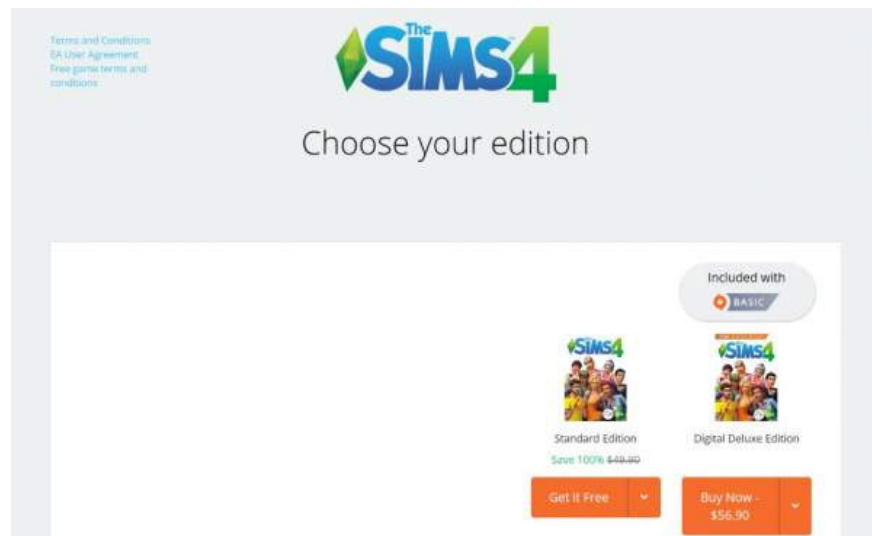 Terms and Conditions
EA User Agreement
Free game terms and
conditions
The
SIMS4
Choose your edition
Included with
BASIC
SIMS4
SIMS4
Standard Edition
Digital Deluxe Edition
Save 100% $49.90
Get It Free
Buy Now -
$56.90